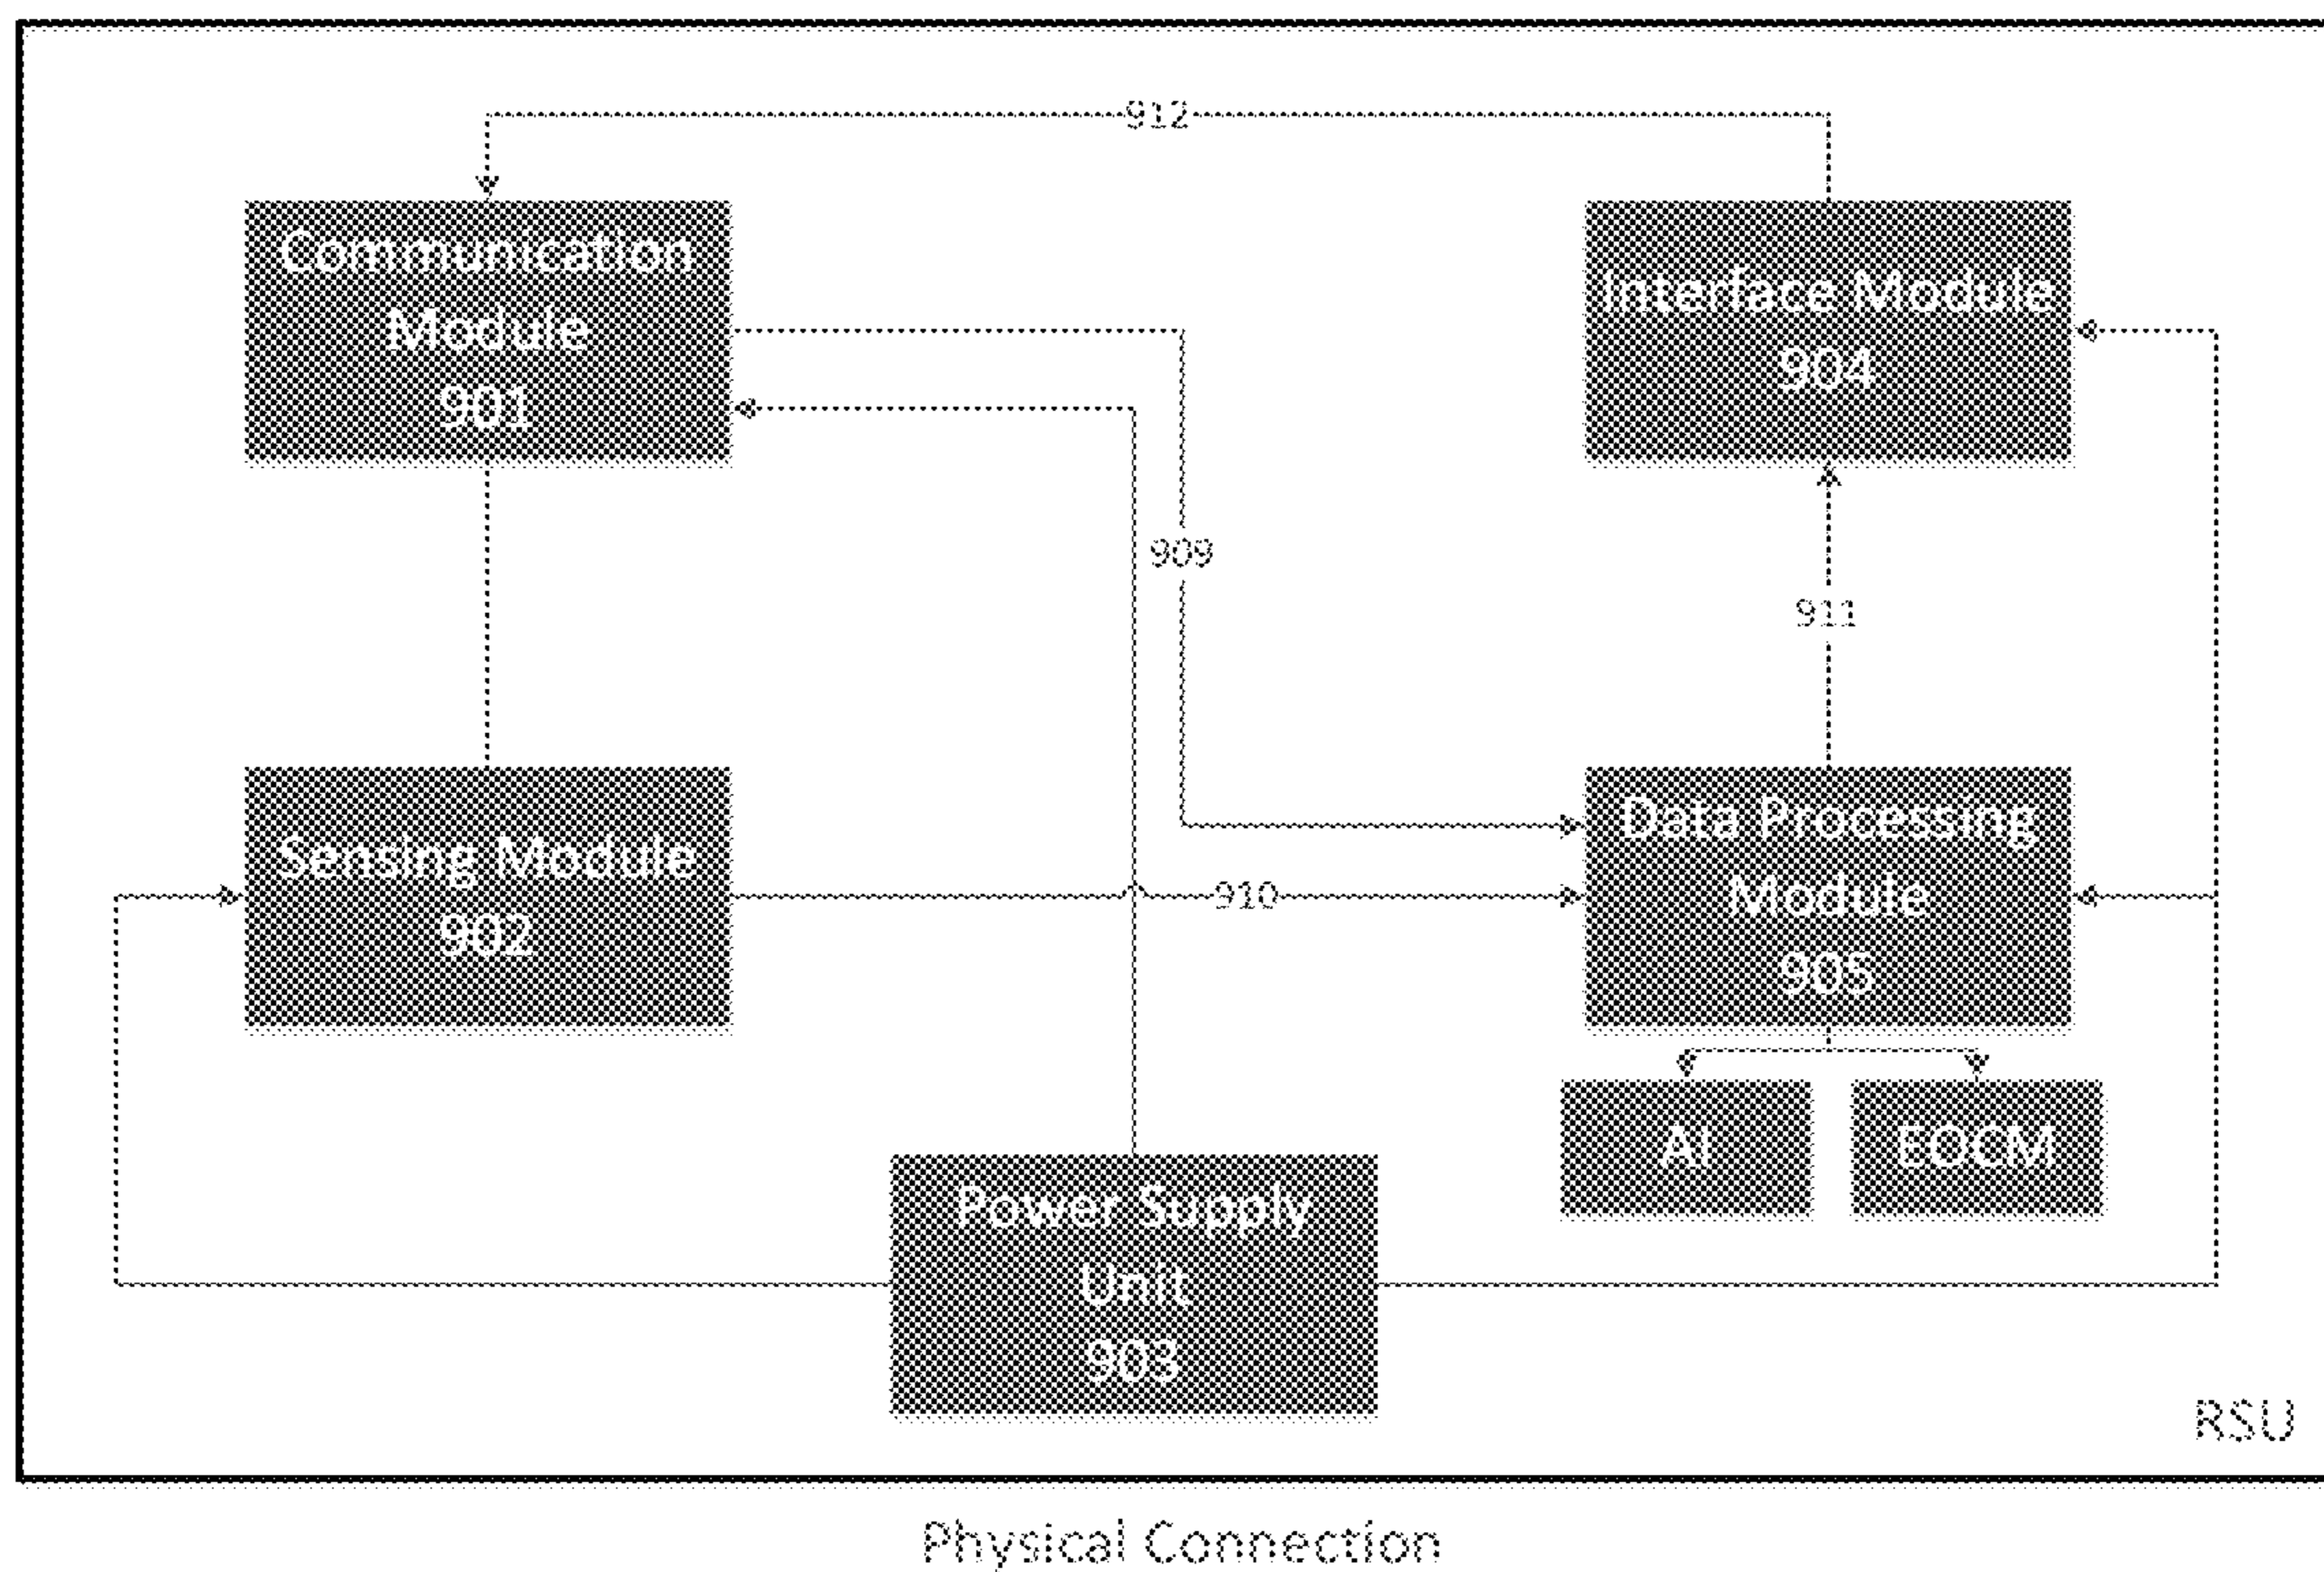 912
Communication
Module
901
Interface Module
904
909
911
Sensing Module
902
910
Data Processing
Module
905
AI
EOCM
Power Supply
Unit
903
RSU
Physical Connection